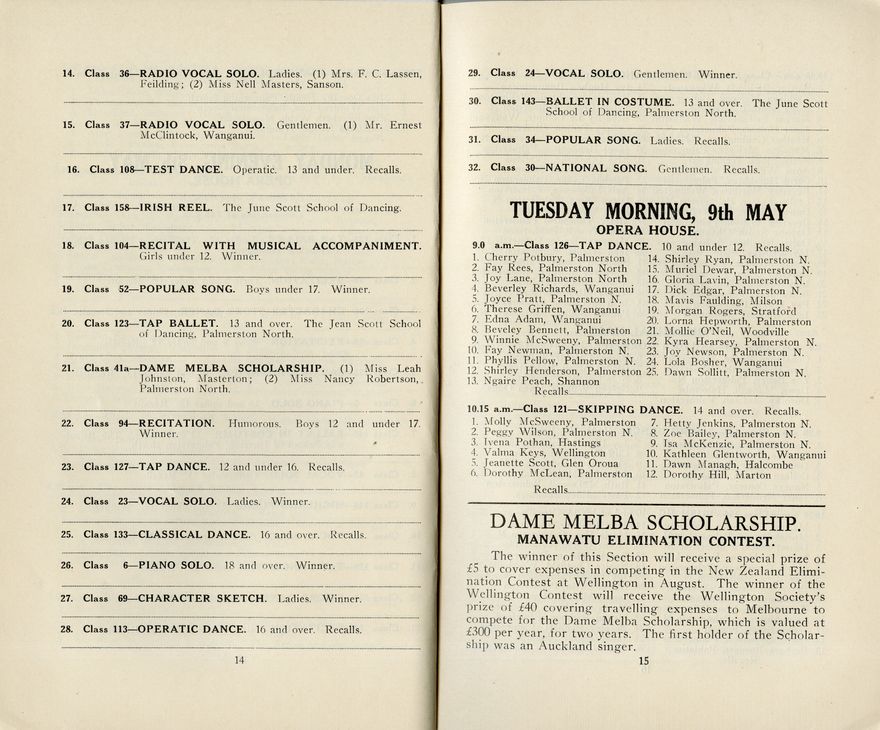 14. Class 36—RADIO VOCAL SOLO. Ladies. (1) Mrs. F. C. Lassen,
Feilding; (2) Miss Nell Masters, Sanson.
15. Class 37—RADIO VOCAL SOLO. Gentlemen. (1) Mr. Ernest
McClintock, Wanganui.
16. Class 108—TEST DANCE. Operatic. 13 and under. Recalls.
17. Class 158—IRISH REEL. The June Scott School of Dancing.
18. Class 104—RECITAL WITH MUSICAL ACCOMPANIMENT.
Girls under 12. Winner.
19. Class 52—POPULAR SONG. Boys under 17. Winner.
20. Class 123—TAP BALLET. 13 and over. The Jean Scott School
of Dancing, Palmerston North.
21. Class 41a—DAME MELBA SCHOLARSHIP. (1) Miss Leah
Johnston, Masterton; (2) Miss Nancy Robertson,
Palmerston North.
22. Class 94—RECITATION. Humorous. Boys 12 and under 17.
Winner.
23. Class 127—TAP DANCE. 12 and under 16. Recalls.
24. Class 23—VOCAL SOLO. Ladies. Winner.
25. Class 133—CLASSICAL DANCE. 16 and over. Recalls.
26. Class 6—PIANO SOLO. 18 and over. Winner.
27. Class 69—CHARACTER SKETCH. Ladies. Winner.
28. Class 113—OPERATIC DANCE. 16 and over. Recalls.
14
29. Class 24—VOCAL SOLO. Gentlemen. Winner.
30. Class 143—BALLET IN COSTUME. 13 and over. The June Scott
School of Dancing, Palmerston North.
31. Class 34—POPULAR SONG. Ladies. Recalls.
32. Class 30—NATIONAL SONG. Gentlemen. Recalls.
TUESDAY MORNING, 9th MAY
OPERA HOUSE.
9.0 a.m.—Class 126—TAP DANCE. 10 and under 12. Recalls.
1. Cherry Potbury, Palmerston
2. Fay Rees, Palmerston North
3. Joy Lane, Palmerston North
4. Beverley Richards, Wanganui
5. Joyce Pratt, Palmerston N.
6. Therese Griffen, Wanganui
7. Edna Adam, Wanganui
8. Beveley Bennett, Palmerston
9. Winnie McSweeny, Palmerston
10. Fay Newman, Palmerston N.
11. Phyllis Pellow, Palmerston N.
12. Shirley Henderson, Palmerston
13. Ngaire Peach, Shannon
14. Shirley Ryan, Palmerston N.
15. Muriel Dewar, Palmerston N.
16. Gloria Lavin, Palmerston N.
17. Dick Edgar, Palmerston N.
18. Mavis Faulding, Milson
19. Morgan Rogers, Stratford
20. Lorna Hepworth, Palmerston
21. Mollie O'Neil, Woodville
22. Kyra Hearsey, Palmerston N.
23. Joy Newson, Palmerston N.
24. Lola Bosher, Wanganui
25. Dawn Sollitt, Palmerston N.
Recalls
10.15 a.m.—Class 121—SKIPPING DANCE. 14 and over. Recalls.
1. Molly McSweeny, Palmerston
2. Peggy Wilson, Palmerston N.
3. Ivena Pothan, Hastings
4. Valma Keys, Wellington
5. Jeanette Scott, Glen Oroua
6. Dorothy McLean, Palmerston
7. Hetty Jenkins, Palmerston N.
8. Zoe Bailey, Palmerston N.
9. Isa McKenzie, Palmerston N.
10. Kathleen Glentworth, Wanganui
11. Dawn Managh, Halcombe
12. Dorothy Hill, Marton
Recalls
DAME MELBA SCHOLARSHIP.
MANAWATU ELIMINATION CONTEST.
The winner of this Section will receive a special prize of
£5 to cover expenses in competing in the New Zealand Elimi-
nation Contest at Wellington in August. The winner of the
Wellington Contest will receive the Wellington Society's
prize of £40 covering travelling expenses to Melbourne to
compete for the Dame Melba Scholarship, which is valued at
£300 per year, for two years. The first holder of the Scholar-
ship was an Auckland singer.
15